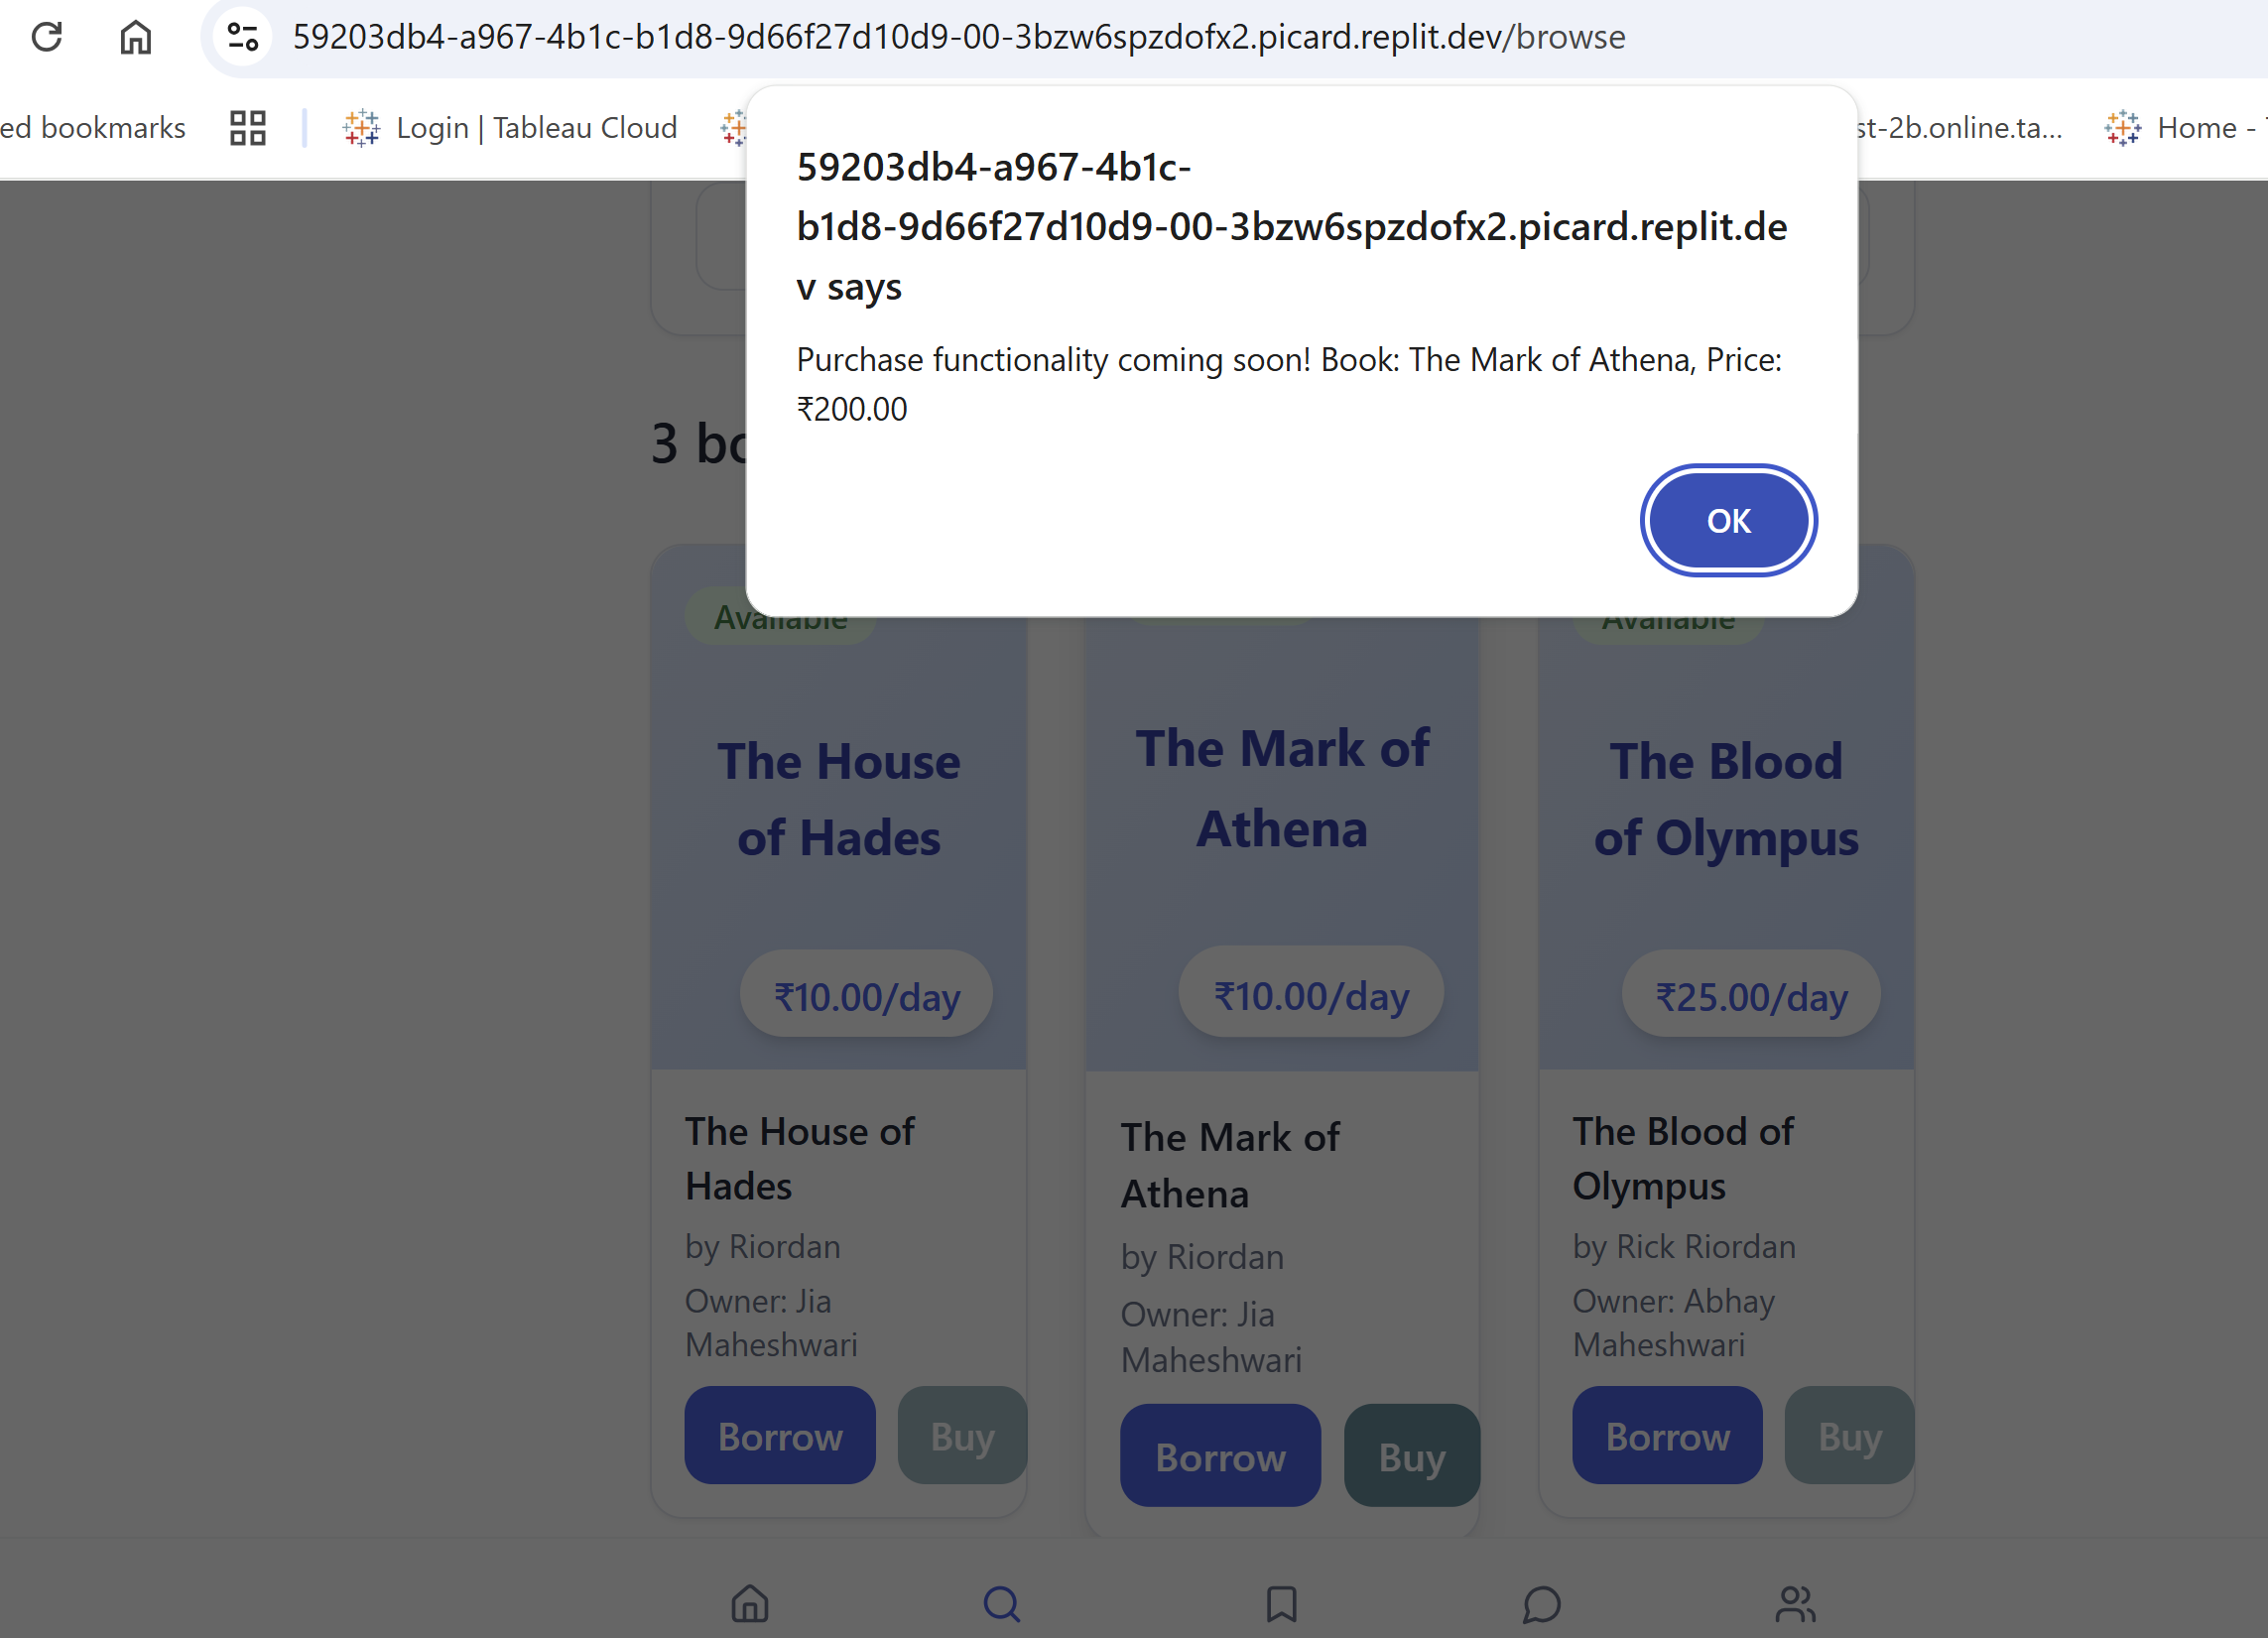 59203db4-a967-4b1c-b1d8-9d66f27d10d9-00-3bzw6spzdofx2.picard.replit.dev/browse
ed bookmarks
Login | Tableau Cloud
st-2b.online.ta...
Home -
59203db4-a967-4b1c-
b1d8-9d66f27d10d9-00-3bzw6spzdofx2.picard.replit.de
v says
Purchase functionality coming soon! Book: The Mark of Athena, Price:
₹200.00
OK
3
Available
Available
The House
of Hades
₹10.00/day
The House of
Hades
by Riordan
Owner: Jia
Maheshwari
Borrow
Buy
The Mark of
Athena
₹10.00/day
The Mark of
Athena
by Riordan
Owner: Jia
Maheshwari
Borrow
Buy
The Blood
of Olympus
₹25.00/day
The Blood of
Olympus
by Rick Riordan
Owner: Abhay
Maheshwari
Borrow
Buy